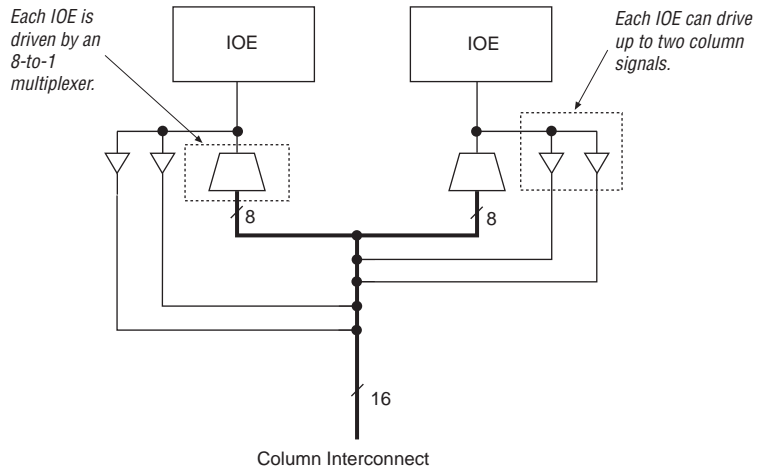 Each IOE is
driven by an
8-to-1
multiplexer.
IOE
IOE
Each IOE can drive
up to two column
signals.
8
8
16
Column Interconnect